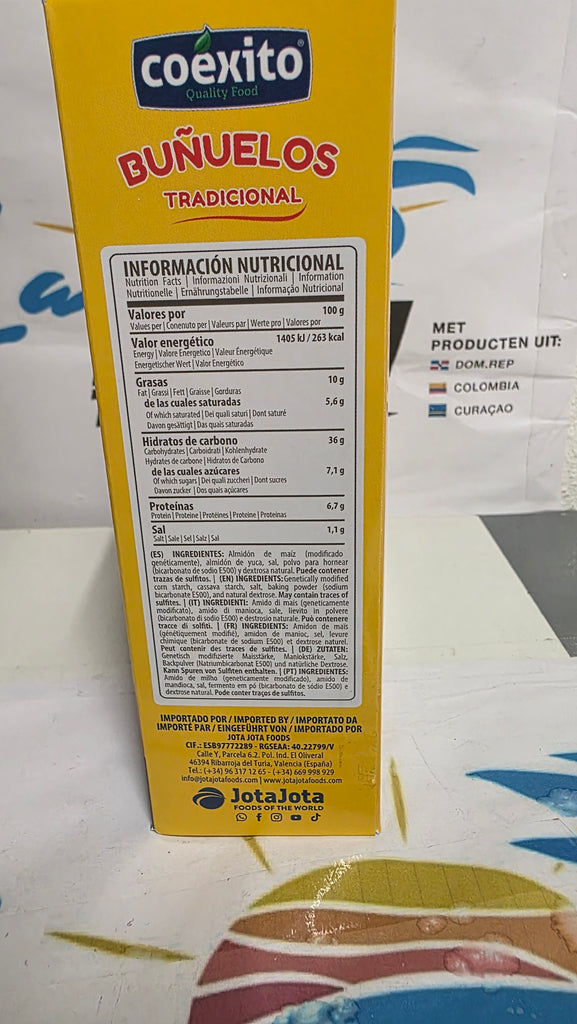 coéxito®
Quality Food
BUÑUELOS
TRADICIONAL
INFORMACIÓN NUTRICIONAL
Nutrition Facts | Informazioni Nutrizionali | Information
Nutritionelle | Ernährungstabelle | Informação Nutricional
Valores por 100 g
Values per | Conenuto per | Valeurs par | Werte pro | Valores por
Valor energético 1405 kJ / 263 kcal
Energy | Valore Energetico | Valeur Énergétique
Energetischer Wert | Valor Energético
Grasas 10 g
Fat | Grassi | Fett | Graisse | Gorduras
de las cuales saturadas 5,6 g
Of which saturated | Dei quali saturi | Dont saturé
Davon gesättigt | Das quais saturadas
Hidratos de carbono 36 g
Carbohydrates | Carboidrati | Kohlenhydrate
Hydrates de carbone | Hidratos de Carbono
de las cuales azúcares 7,1 g
Of which sugars | Dei quali zuccheri | Dont sucres
Davon zucker | Dos quais açúcares
Proteínas 6,7 g
Protein | Proteine | Protéines | Proteine | Proteínas
Sal 1,1 g
Salt | Sale | Sel | Salz | Sal
(ES) INGREDIENTES: Almidón de maíz (modificado
genéticamente), almidón de yuca, sal, polvo para hornear
(bicarbonato de sodio E500) y dextrosa natural. Puede contener
trazas de sulfitos. | (EN) INGREDIENTS: Genetically modified
corn starch, cassava starch, salt, baking powder (sodium
bicarbonate E500), and natural dextrose. May contain traces of
sulfites. | (IT) INGREDIENTI: Amido di mais (geneticamente
modificato), amido di manioca, sale, lievito in polvere
(bicarbonato di sodio E500) e destrosio naturale. Può contenere
tracce di solfiti. | (FR) INGREDIENTS: Amidon de maïs
(génétiquement modifié), amidon de manioc, sel, levure
chimique (bicarbonate de sodium E500) et dextrose naturel.
Peut contenir des traces de sulfites. | (DE) ZUTATEN:
Genetisch modifizierte Maisstärke, Maniokstärke, Salz,
Backpulver (Natriumbicarbonat E500) und natürliche Dextrose.
Kann Spuren von Sulfiten enthalten. | (PT) INGREDIENTES:
Amido de milho (geneticamente modificado), amido de
mandioca, sal, fermento em pó (bicarbonato de sódio E500) e
dextrose natural. Pode conter traços de sulfitos.
IMPORTADO POR / IMPORTED BY / IMPORTATO DA
IMPORTÉ PAR / EINGEFÜHRT VON / IMPORTADO POR
JOTA JOTA FOODS
CIF.: ESB97772289 - RGSEAA: 40.22799/V
Calle Y, Parcela 6.2. Pol. Ind. El Oliveral
46394 Ribarroja del Turia, Valencia (España)
Tel.: (+34) 96 317 12 65 - (+34) 669 998 929
info@jotajotafoods.com | www.jotajotafoods.com
JotaJota
FOODS OF THE WORLD
MET
PRODUCTEN UIT:
DOM.REP
COLOMBIA
CURAÇAO